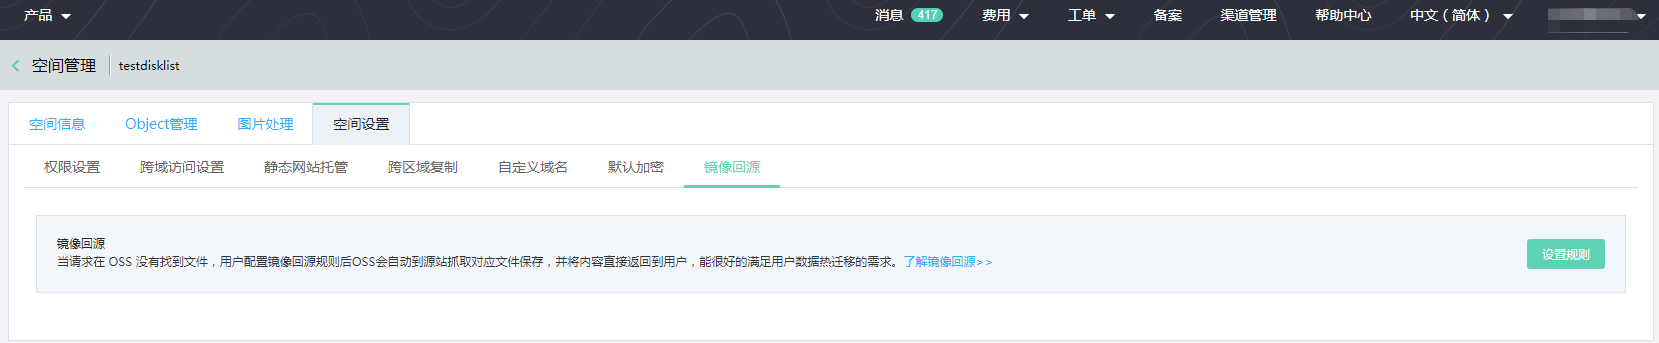 产品 消息 417 费用 工单 备案 渠道管理 帮助中心 中文(简体)
空间管理 testdisklist
空间信息 Object管理 图片处理 空间设置
权限设置 跨域访问设置 静态网站托管 跨区域复制 自定义域名 默认加密 镜像回源
镜像回源
当请求在 OSS 没有找到文件，用户配置镜像回源规则后OSS会自动到源站抓取对应文件保存，并将内容直接返回到用户，能很好的满足用户数据热迁移的需求。了解镜像回源>>
设置规则